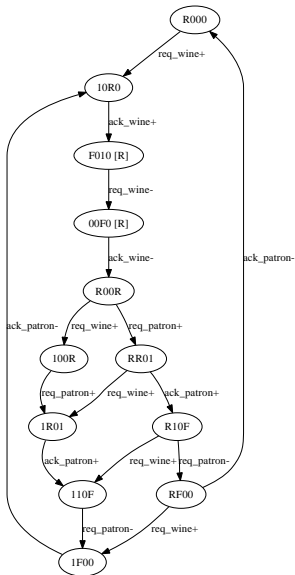 R000
req_wine+
10R0
ack_wine+
F010 [R]
req_wine-
00F0 [R]
ack_wine-
R00R
ack_patron-
ack_patron-
req_wine+
req_patron+
100R
RR01
req_patron+
req_wine+
ack_patron+
1R01
R10F
ack_patron+
req_wine+
req_patron-
110F
RF00
req_patron-
req_wine+
1F00